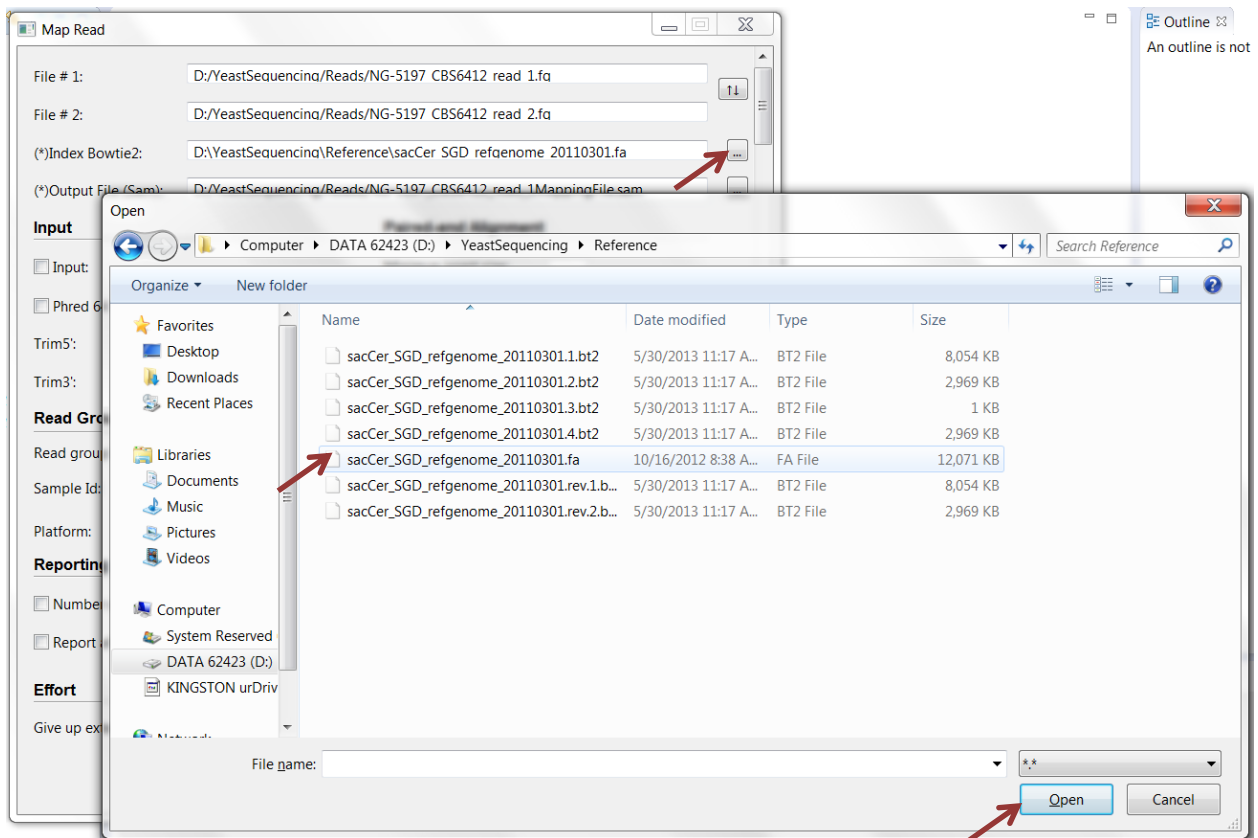 Map Read
Outline
An outline is not
File # 1:
D:/YeastSequencing/Reads/NG-5197_CBS6412_read_1.fq
File # 2:
D:/YeastSequencing/Reads/NG-5197_CBS6412_read_2.fq
(*)Index Bowtie2:
D:\YeastSequencing\Reference\sacCer_SGD_refgenome_20110301.fa
...
(*)Output File (Sam):
D:/YeastSequencing/Reads/NG-5197_CBS6412_read_1MappingFile.sam
Input
Paired-end Alignment
Input:
Phred 6
Trim5':
Trim3':
Read Gro
Read grou
Sample Id:
Platform:
Reporting
Number
Report a
Effort
Give up ext
Open
Computer
DATA 62423 (D:)
YeastSequencing
Reference
Search Reference
Organize
New folder
Favorites
Desktop
Downloads
Recent Places
Libraries
Documents
Music
Pictures
Videos
Computer
System Reserved
DATA 62423 (D:)
KINGSTON urDriv
Network
Name Date modified Type Size
sacCer_SGD_refgenome_20110301.1.bt2 5/30/2013 11:17 A... BT2 File 8,054 KB
sacCer_SGD_refgenome_20110301.2.bt2 5/30/2013 11:17 A... BT2 File 2,969 KB
sacCer_SGD_refgenome_20110301.3.bt2 5/30/2013 11:17 A... BT2 File 1 KB
sacCer_SGD_refgenome_20110301.4.bt2 5/30/2013 11:17 A... BT2 File 2,969 KB
sacCer_SGD_refgenome_20110301.fa 10/16/2012 8:38 A... FA File 12,071 KB
sacCer_SGD_refgenome_20110301.rev.1.b... 5/30/2013 11:17 A... BT2 File 8,054 KB
sacCer_SGD_refgenome_20110301.rev.2.b... 5/30/2013 11:17 A... BT2 File 2,969 KB
File name:
*.*
Open
Cancel